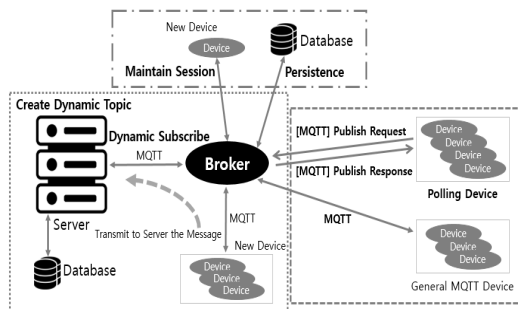 New Device
Device
Database
Maintain Session
Persistence
Create Dynamic Topic
Dynamic Subscribe
MQTT
Broker
Server
Database
Transmit to Server the Message
MQTT
New Device
Device
Device
Device
[MQTT] Publish Request
[MQTT] Publish Response
Device
Device
Device
Device
Polling Device
MQTT
Device
Device
Device
General MQTT Device